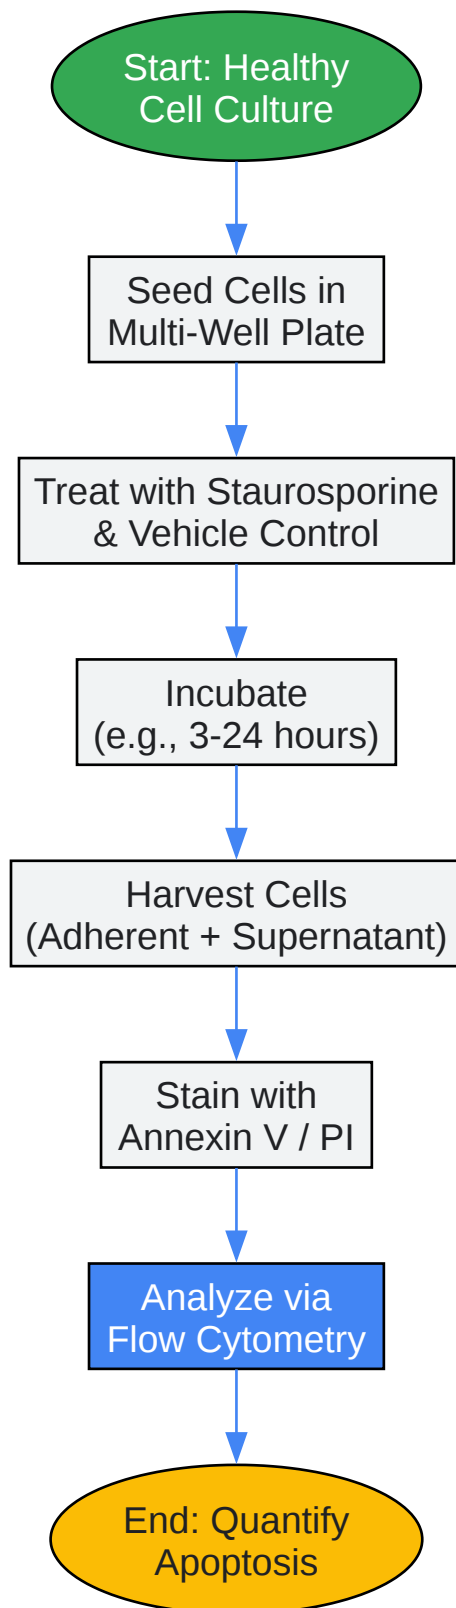 Start: Healthy
Cell Culture
Seed Cells in
Multi-Well Plate
Treat with Staurosporine
& Vehicle Control
Incubate
(e.g., 3-24 hours)
Harvest Cells
(Adherent + Supernatant)
Stain with
Annexin V / PI
Analyze via
Flow Cytometry
End: Quantify
Apoptosis